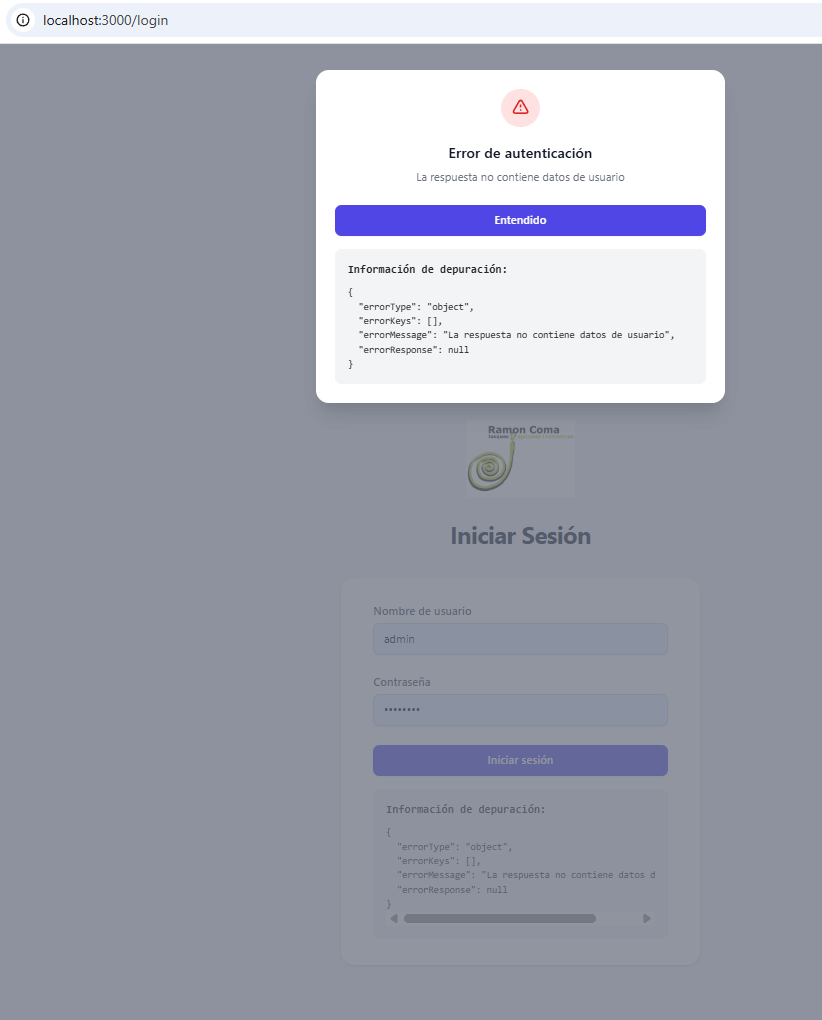 localhost:3000/login
Error de autenticación
La respuesta no contiene datos de usuario
Entendido
Información de depuración:
{
  "errorType": "object",
  "errorKeys": [],
  "errorMessage": "La respuesta no contiene datos de usuario",
  "errorResponse": null
}
Ramon Coma
Iniciar Sesión
Nombre de usuario
admin
Contraseña
••••••••
Iniciar sesión
Información de depuración:
{
  "errorType": "object",
  "errorKeys": [],
  "errorMessage": "La respuesta no contiene datos d
  "errorResponse": null
}